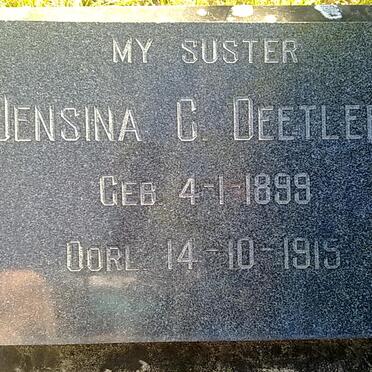 MY SUSTER
JENSINA C. DEETLEF
GEB. 4-1-1899
OORL. 14-10-1915